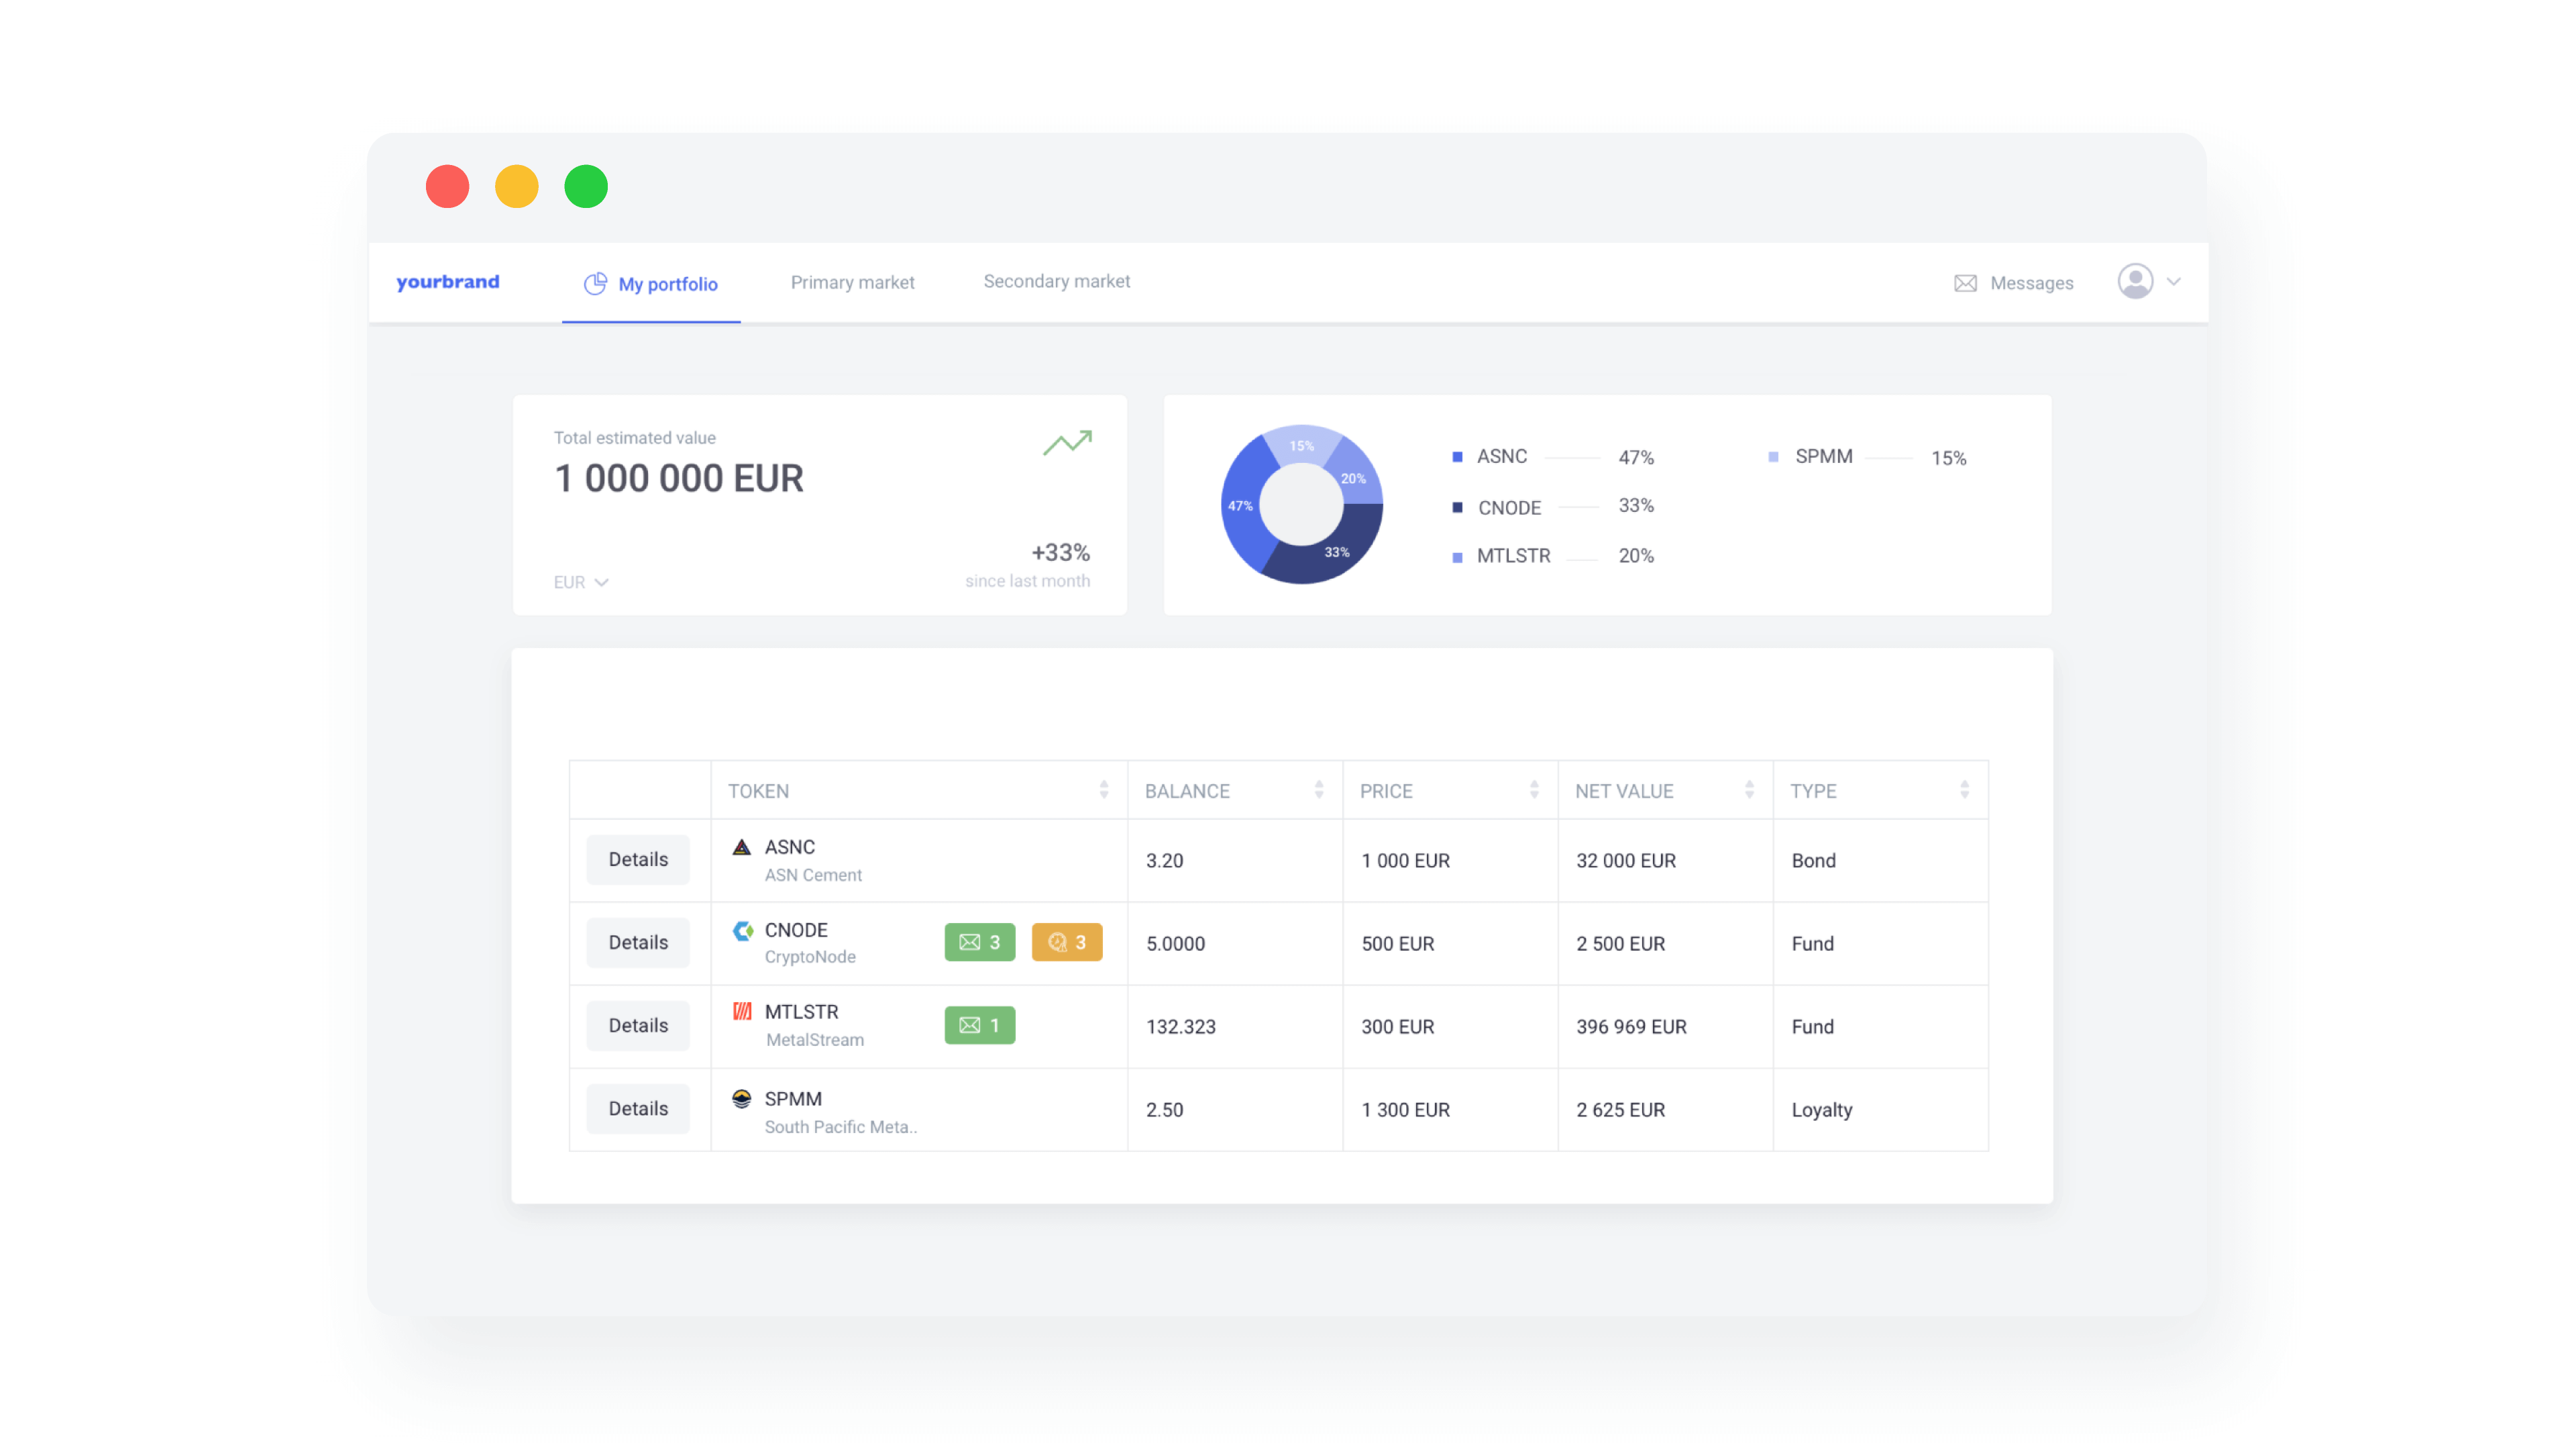 yourbrand
My portfolio
Primary market
Secondary market
Messages
Total estimated value
1 000 000 EUR
+33%
EUR
since last month
15%
20%
47%
33%
ASNC 47%
CNODE 33%
MTLSTR 20%
SPMM 15%
TOKEN BALANCE PRICE NET VALUE TYPE
Details ASNC 3.20 1 000 EUR 32 000 EUR Bond
ASN Cement
Details CNODE 3 3 5.0000 500 EUR 2 500 EUR Fund
CryptoNode
Details MTLSTR 1 132.323 300 EUR 396 969 EUR Fund
MetalStream
Details SPMM 2.50 1 300 EUR 2 625 EUR Loyalty
South Pacific Meta..